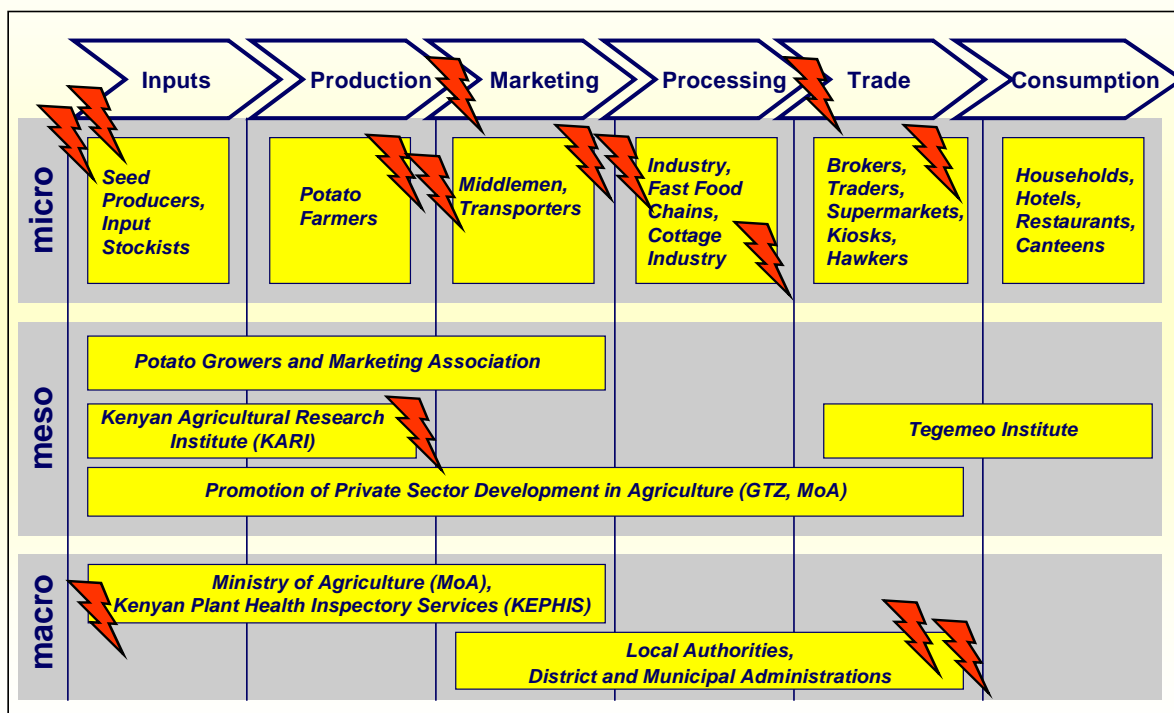 Inputs
Production
Marketing
Processing
Trade
Consumption
micro
Seed
Producers,
Input
Stockists
Potato
Farmers
Middlemen,
Transporters
Industry,
Fast Food
Chains,
Cottage
Industry
Brokers,
Traders,
Supermarkets,
Kiosks,
Hawkers
Households,
Hotels,
Restaurants,
Canteens
meso
Potato Growers and Marketing Association
Kenyan Agricultural Research
Institute (KARI)
Tegemeo Institute
Promotion of Private Sector Development in Agriculture (GTZ, MoA)
macro
Ministry of Agriculture (MoA),
Kenyan Plant Health Inspectory Services (KEPHIS)
Local Authorities,
District and Municipal Administrations